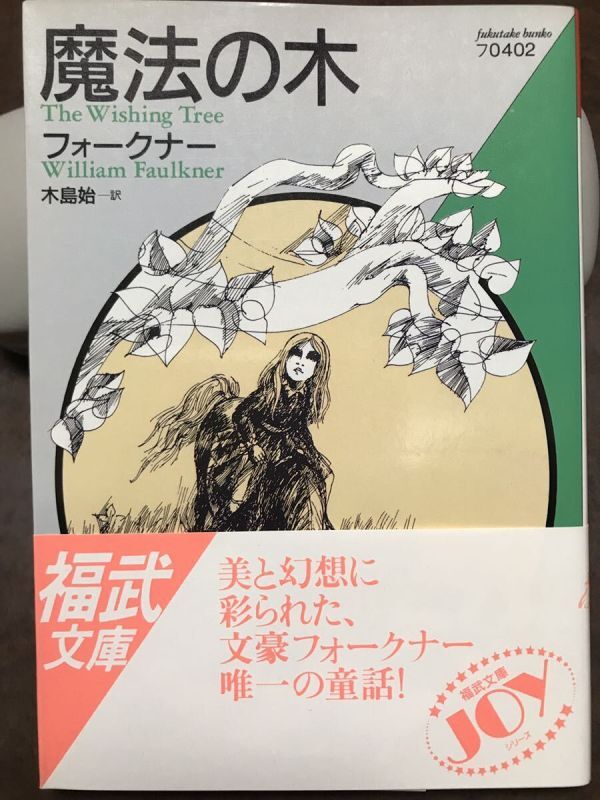 fukutake bunko
フ0402
魔法の木
The Wishing Tree
フォークナー
William Faulkner
木島始―訳
福武
文庫
美と幻想に
彩られた、
文豪フォークナー
唯一の童話!
福武文庫
JOY
シリーズ